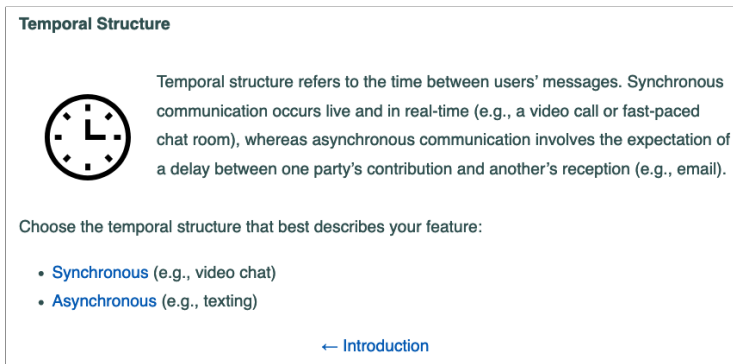 Temporal Structure
Temporal structure refers to the time between users’ messages. Synchronous
communication occurs live and in real-time (e.g., a video call or fast-paced
chat room), whereas asynchronous communication involves the expectation of
a delay between one party’s contribution and another’s reception (e.g., email).
Choose the temporal structure that best describes your feature:
• Synchronous (e.g., video chat)
• Asynchronous (e.g., texting)
← Introduction